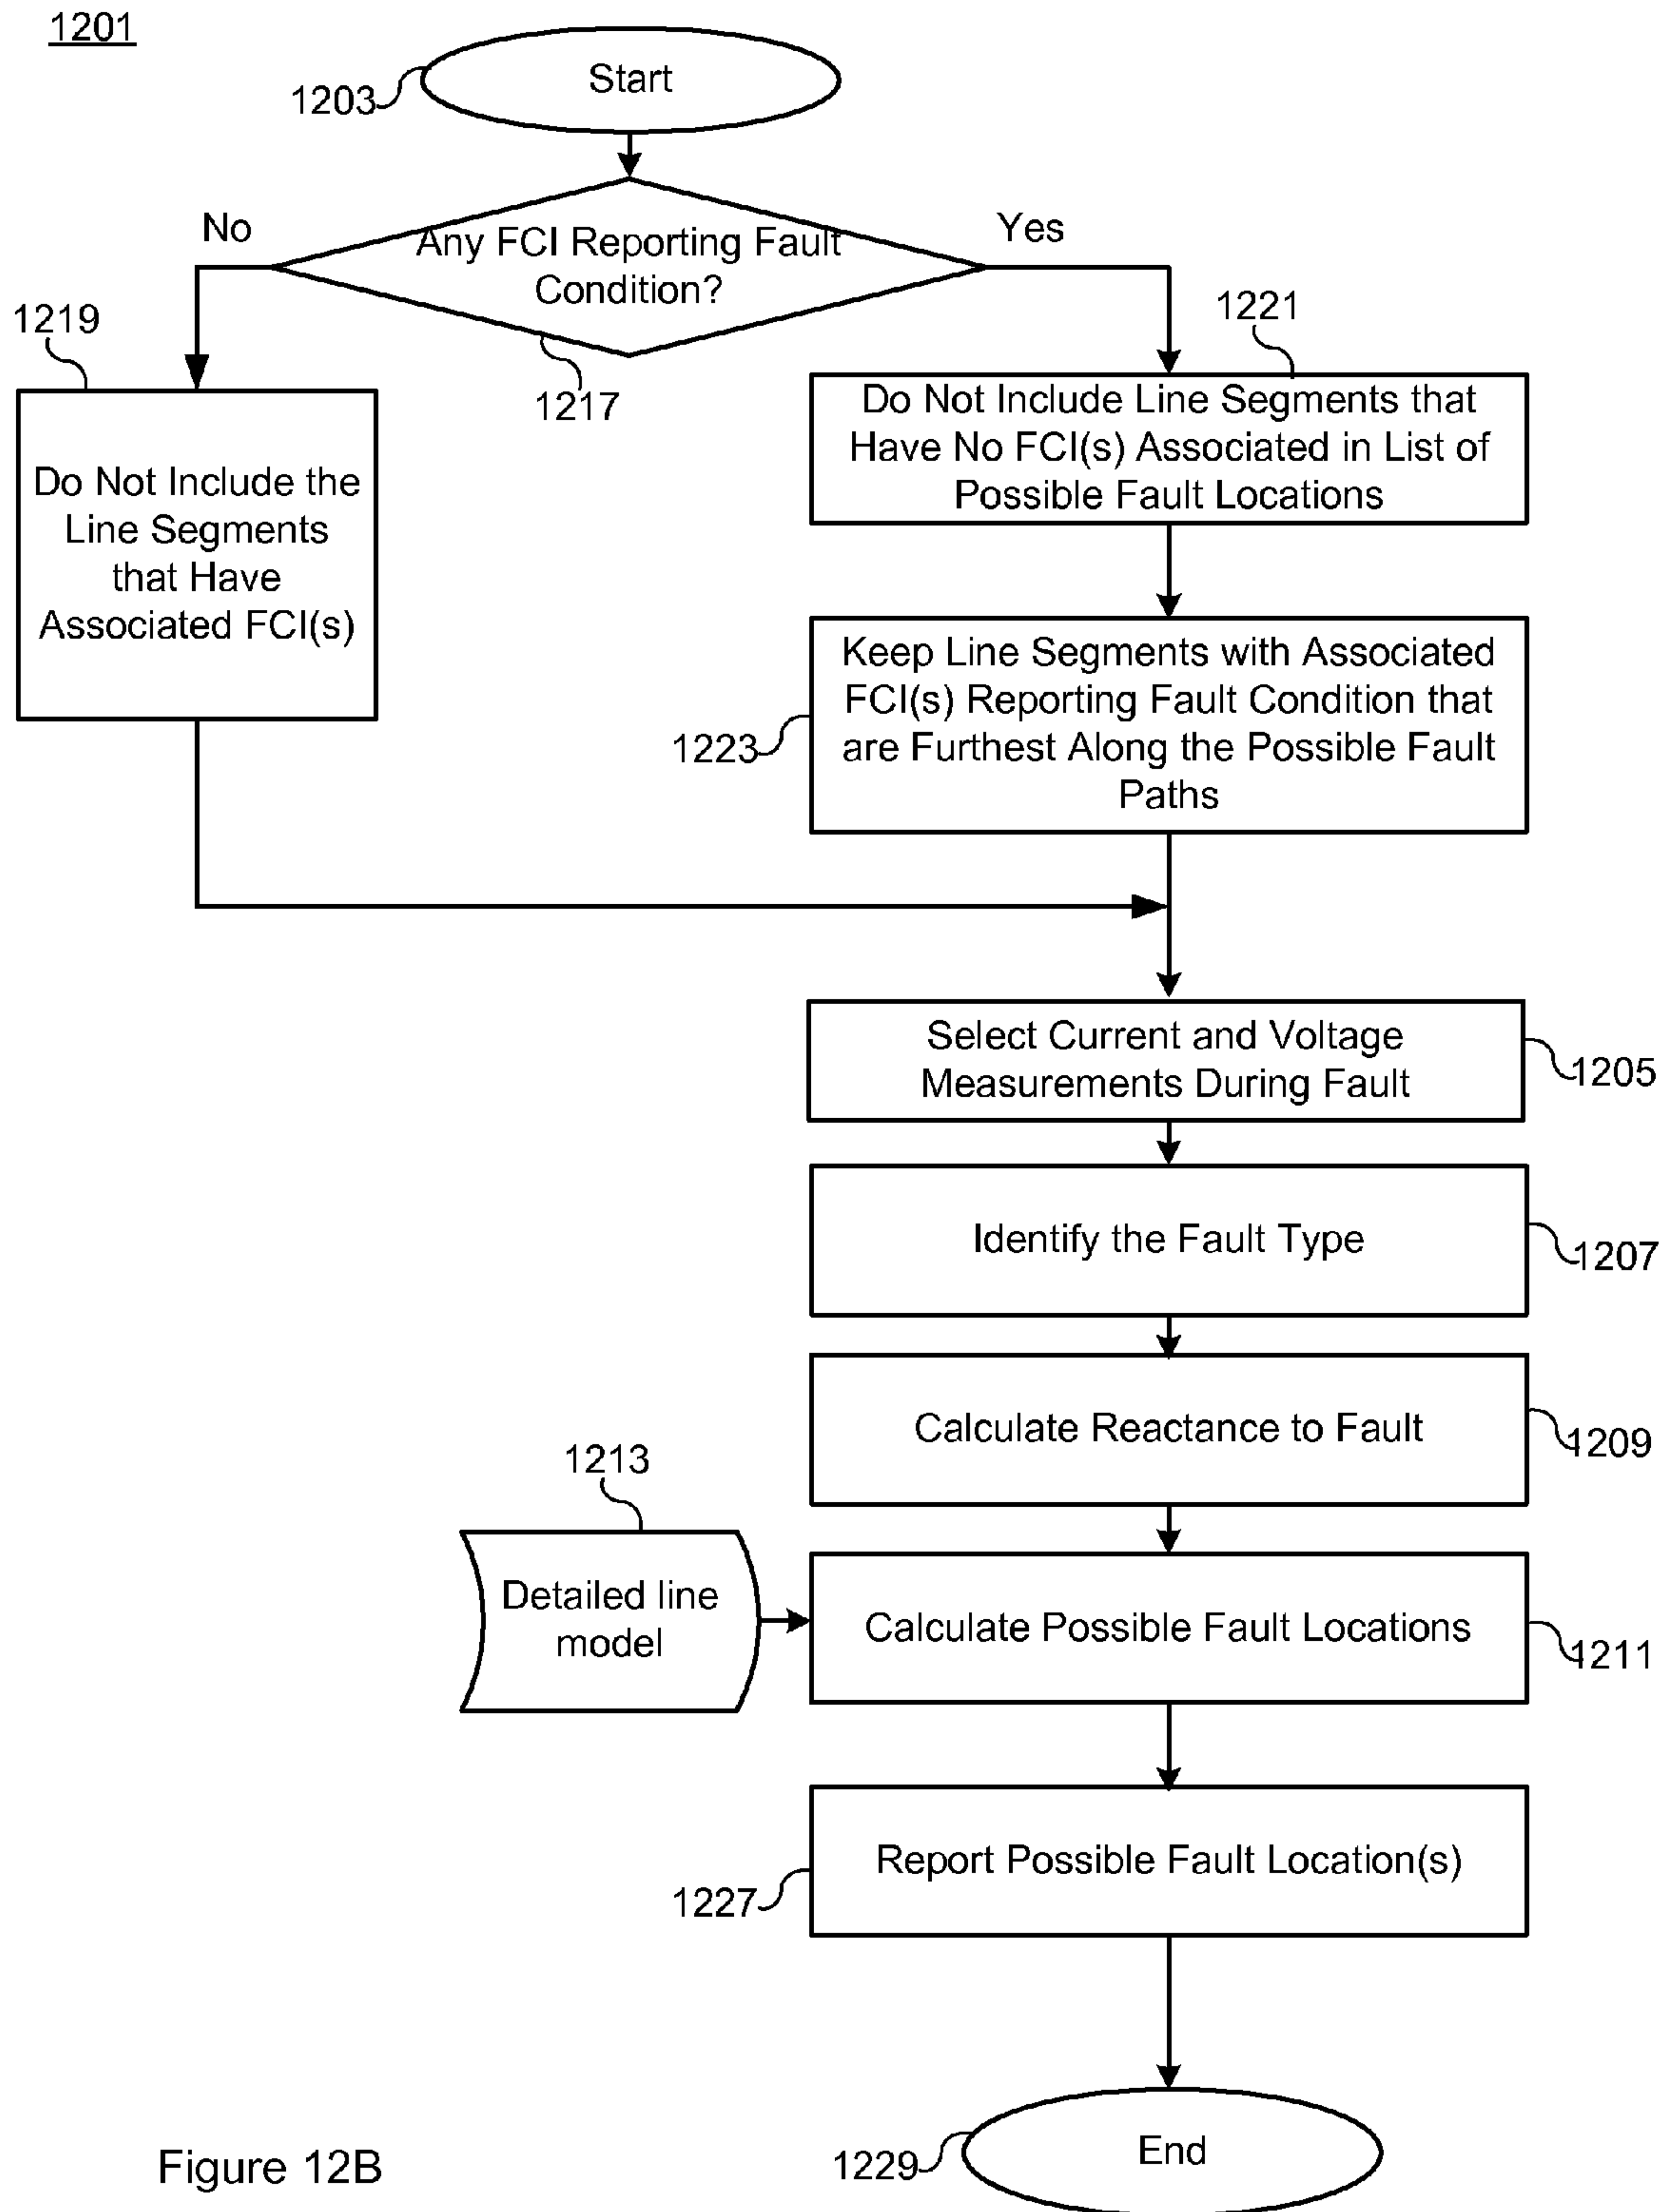 1201
Start
1203
No
Yes
Any FCI Reporting Fault
Condition?
1217
1219
Do Not Include the
Line Segments
that Have
Associated FCI(s)
1221
Do Not Include Line Segments that
Have No FCI(s) Associated in List of
Possible Fault Locations
Keep Line Segments with Associated
FCI(s) Reporting Fault Condition that
are Furthest Along the Possible Fault
Paths
1223
Select Current and Voltage
Measurements During Fault
1205
Identify the Fault Type
1207
Calculate Reactance to Fault
1209
1213
Detailed line
model
Calculate Possible Fault Locations
1211
Report Possible Fault Location(s)
1227
End
1229
Figure 12B